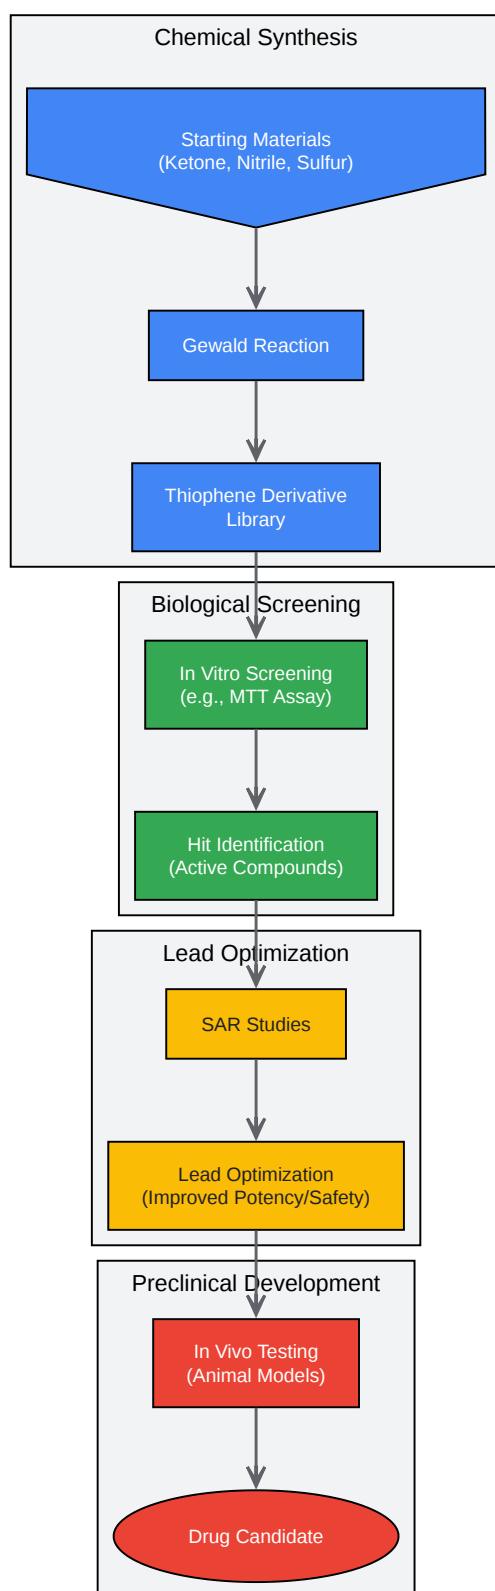 Chemical Synthesis
Starting Materials
(Ketone, Nitrile, Sulfur)
Gewald Reaction
Thiophene Derivative
Library
Biological Screening
In Vitro Screening
(e.g., MTT Assay)
Hit Identification
(Active Compounds)
Lead Optimization
SAR Studies
Lead Optimization
(Improved Potency/Safety)
Preclinical Development
In Vivo Testing
(Animal Models)
Drug Candidate